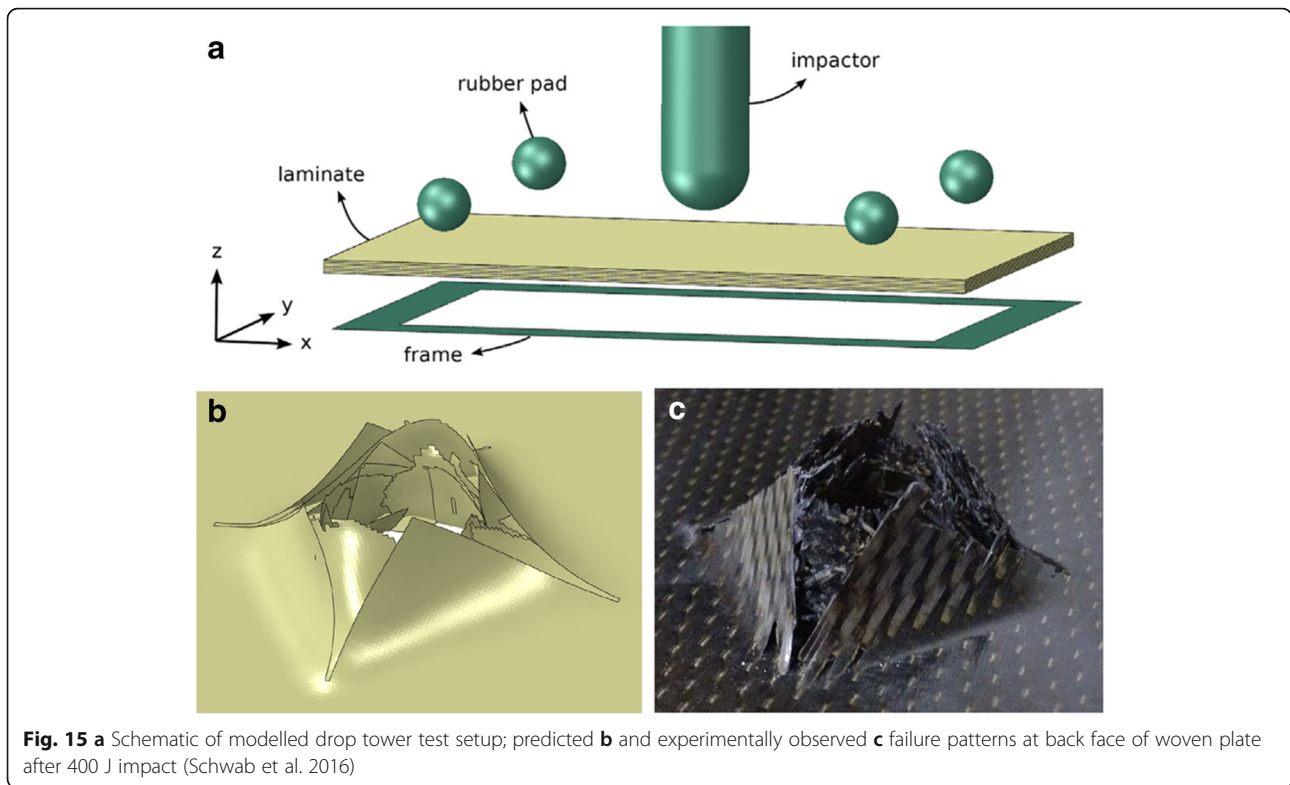 a
impactor
rubber pad
laminate
z
y
x
frame
b
c
Fig. 15 a Schematic of modelled drop tower test setup; predicted b and experimentally observed c failure patterns at back face of woven plate
after 400 J impact (Schwab et al. 2016)